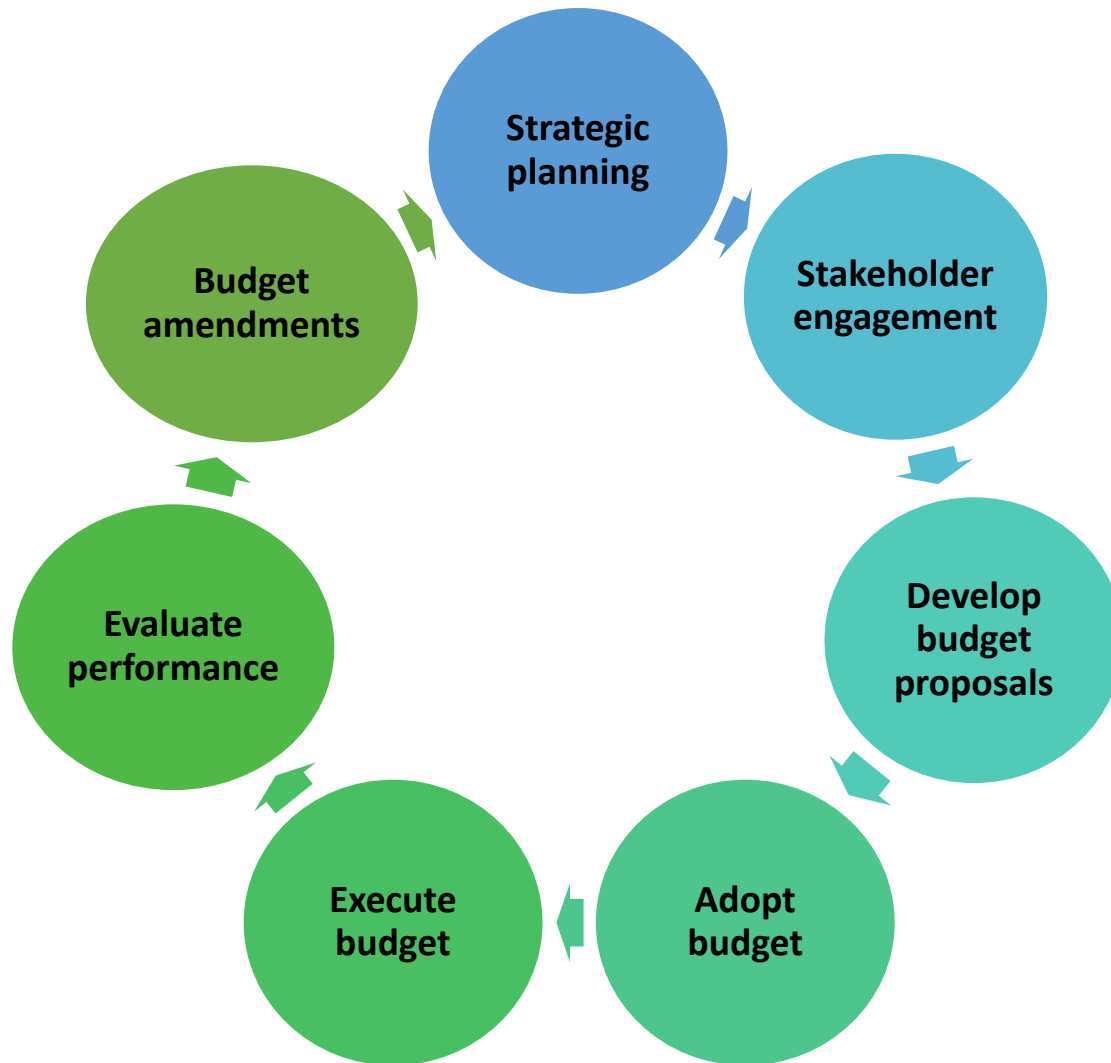 Strategic
planning
Stakeholder
engagement
Develop
budget
proposals
Adopt
budget
Execute
budget
Evaluate
performance
Budget
amendments